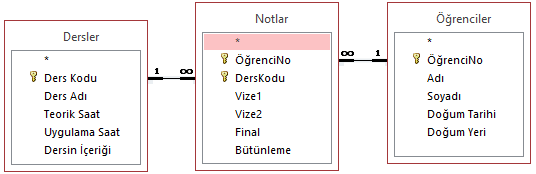 Dersler
*
Ders Kodu
Ders Adı
Teorik Saat
Uygulama Saat
Dersin İçeriği
1
∞
Notlar
*
ÖğrenciNo
DersKodu
Vize1
Vize2
Final
Bütünleme
∞
1
Öğrenciler
*
ÖğrenciNo
Adı
Soyadı
Doğum Tarihi
Doğum Yeri